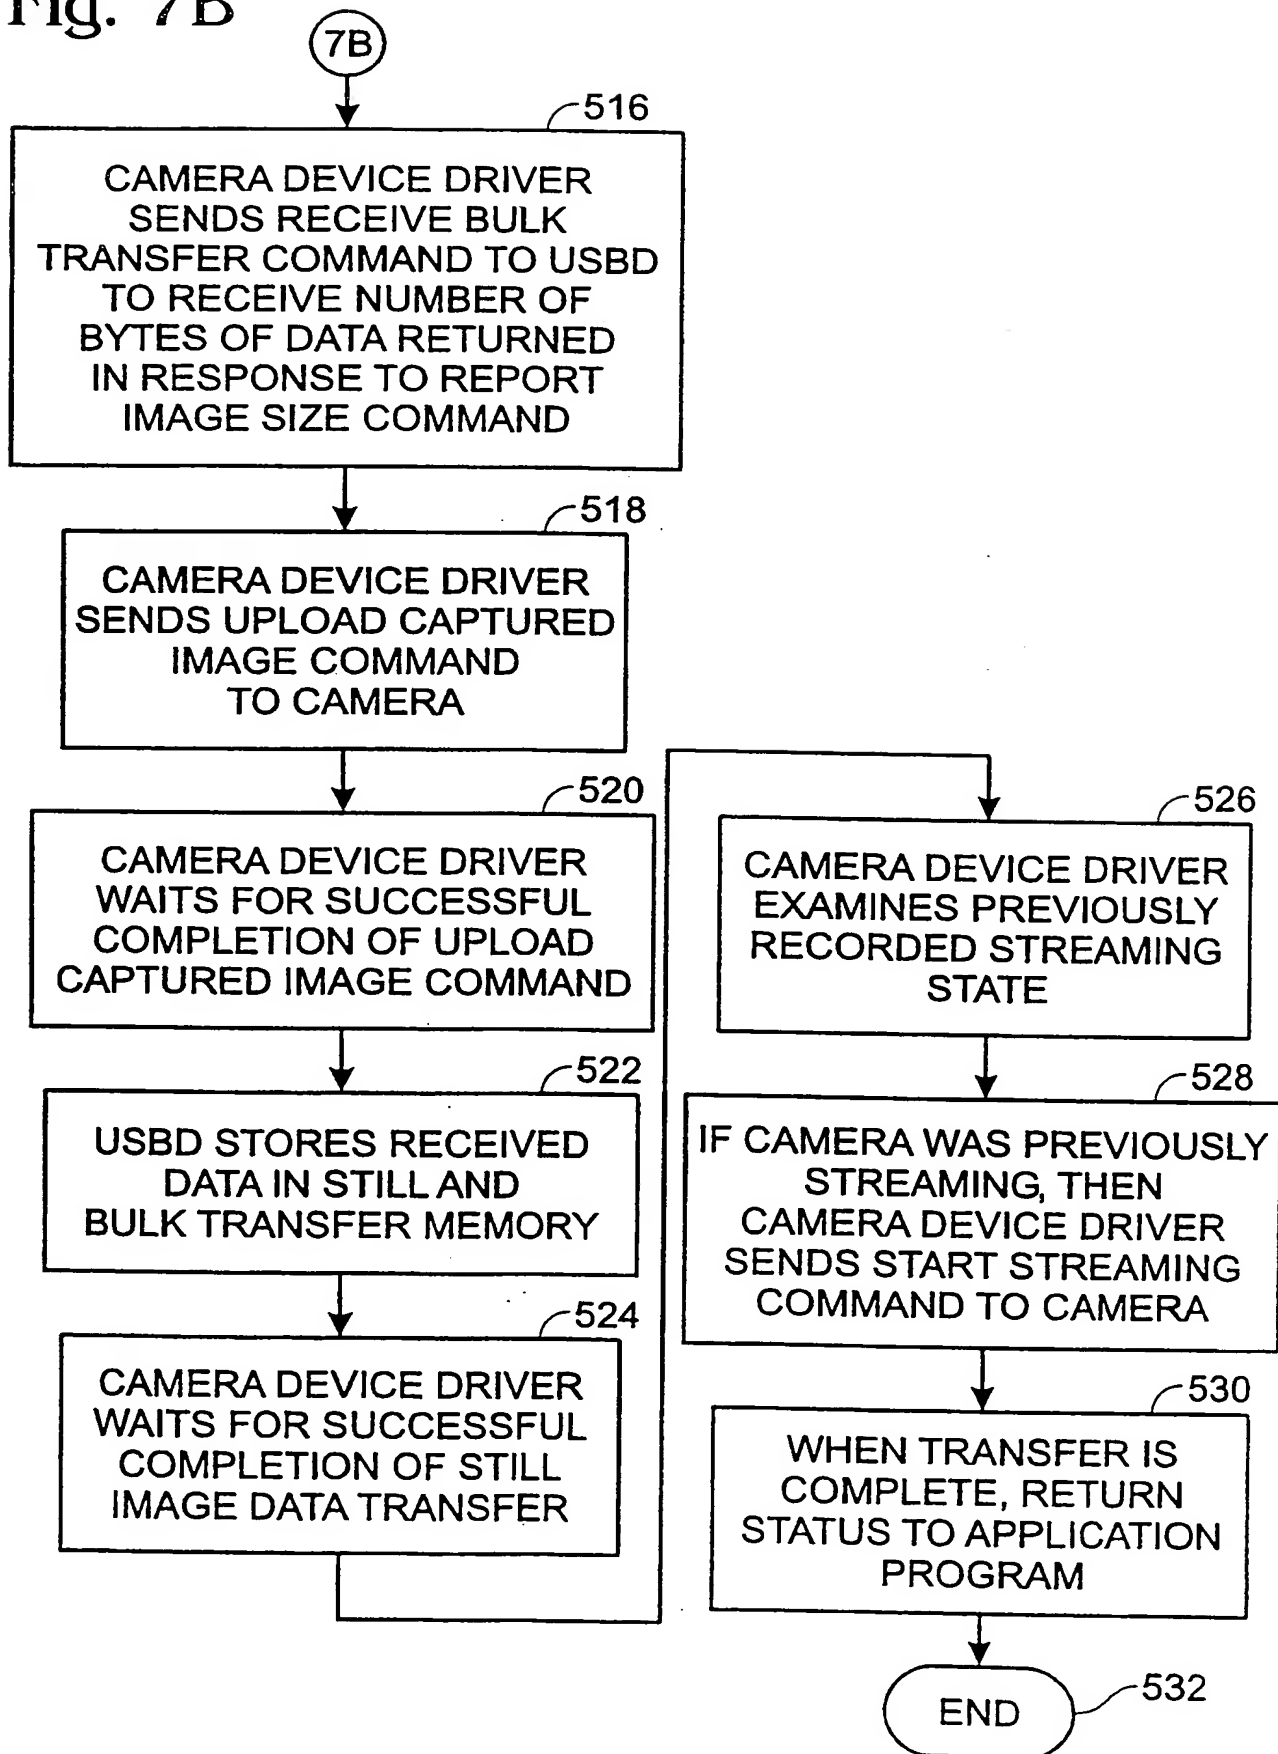 Fig. 7B
7B
516
CAMERA DEVICE DRIVER
SENDS RECEIVE BULK
TRANSFER COMMAND TO USBD
TO RECEIVE NUMBER OF
BYTES OF DATA RETURNED
IN RESPONSE TO REPORT
IMAGE SIZE COMMAND
518
CAMERA DEVICE DRIVER
SENDS UPLOAD CAPTURED
IMAGE COMMAND
TO CAMERA
520
CAMERA DEVICE DRIVER
WAITS FOR SUCCESSFUL
COMPLETION OF UPLOAD
CAPTURED IMAGE COMMAND
522
USBD STORES RECEIVED
DATA IN STILL AND
BULK TRANSFER MEMORY
524
CAMERA DEVICE DRIVER
WAITS FOR SUCCESSFUL
COMPLETION OF STILL
IMAGE DATA TRANSFER
526
CAMERA DEVICE DRIVER
EXAMINES PREVIOUSLY
RECORDED STREAMING
STATE
528
IF CAMERA WAS PREVIOUSLY
STREAMING, THEN
CAMERA DEVICE DRIVER
SENDS START STREAMING
COMMAND TO CAMERA
530
WHEN TRANSFER IS
COMPLETE, RETURN
STATUS TO APPLICATION
PROGRAM
END
532